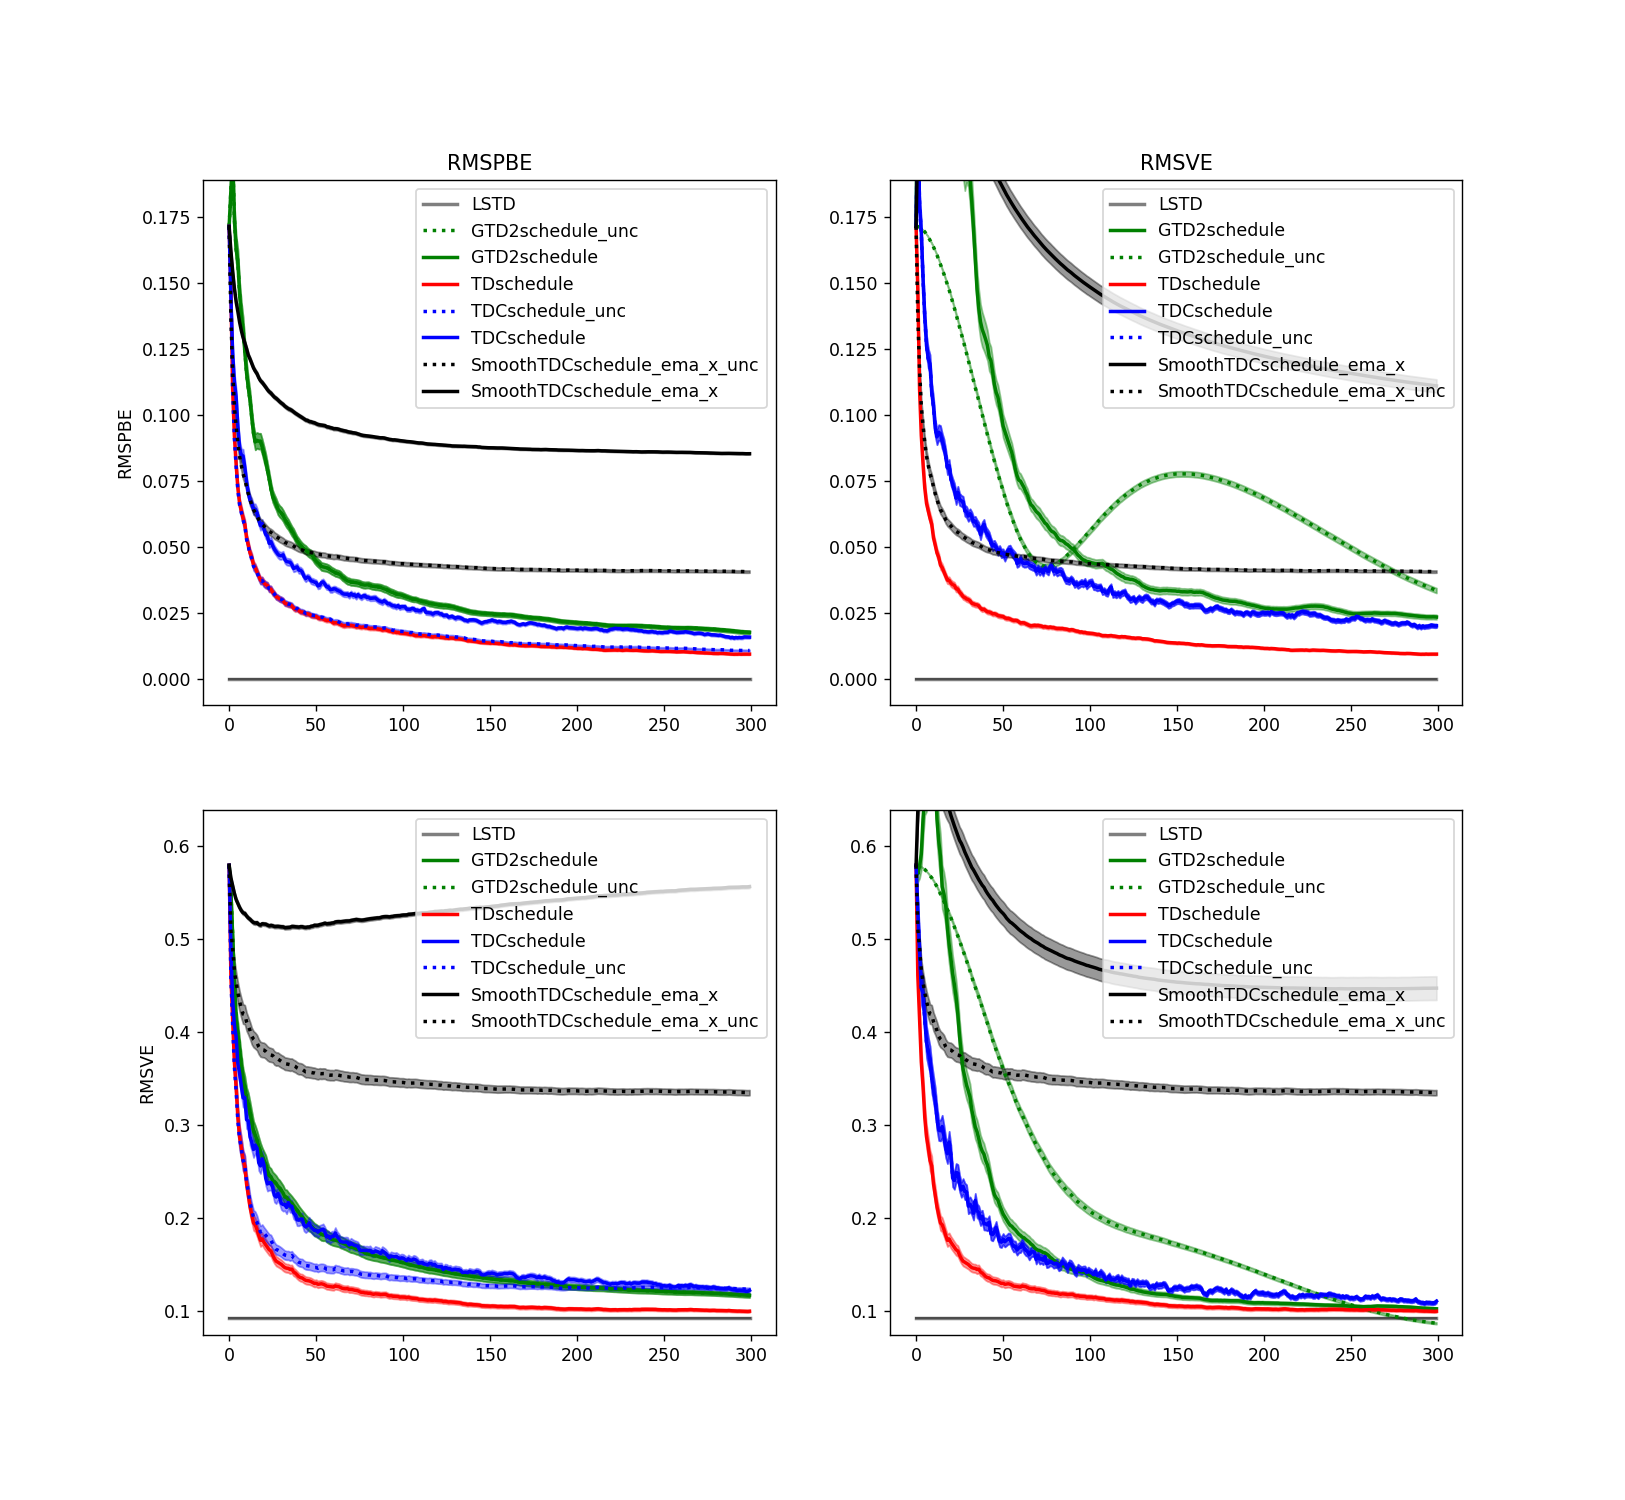 RMSPBE
RMSPBE
0.175
0.150
0.125
0.100
0.075
0.050
0.025
0.000
0 50 100 150 200 250 300
LSTD
GTD2schedule_unc
GTD2schedule
TDschedule
TDCschedule_unc
TDCschedule
SmoothTDCschedule_ema_x_unc
SmoothTDCschedule_ema_x
RMSVE
0.175
0.150
0.125
0.100
0.075
0.050
0.025
0.000
0 50 100 150 200 250 300
LSTD
GTD2schedule
GTD2schedule_unc
TDschedule
TDCschedule
TDCschedule_unc
SmoothTDCschedule_ema_x
SmoothTDCschedule_ema_x_unc
RMSVE
0.6
0.5
0.4
0.3
0.2
0.1
0 50 100 150 200 250 300
LSTD
GTD2schedule
GTD2schedule_unc
TDschedule
TDCschedule
TDCschedule_unc
SmoothTDCschedule_ema_x
SmoothTDCschedule_ema_x_unc
0.6
0.5
0.4
0.3
0.2
0.1
0 50 100 150 200 250 300
LSTD
GTD2schedule
GTD2schedule_unc
TDschedule
TDCschedule
TDCschedule_unc
SmoothTDCschedule_ema_x
SmoothTDCschedule_ema_x_unc